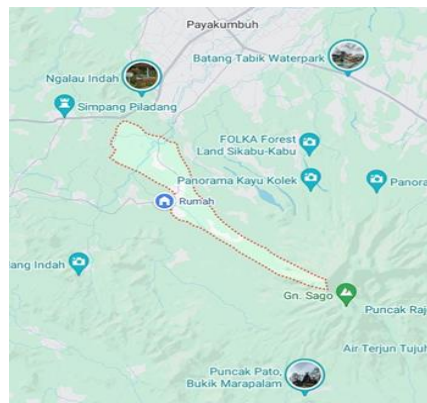 Payakumbuh
Batang Tabik Waterpark
Ngalau Indah
Simpang Piladang
FOLKA Forest
Land Sikabu-Kabu
Panorama Kayu Kolek
Panora
Rumah
lang Indah
Gn. Sago
Puncak Raj
Air Terjun Tujuh
Puncak Pato,
Bukik Marapalam